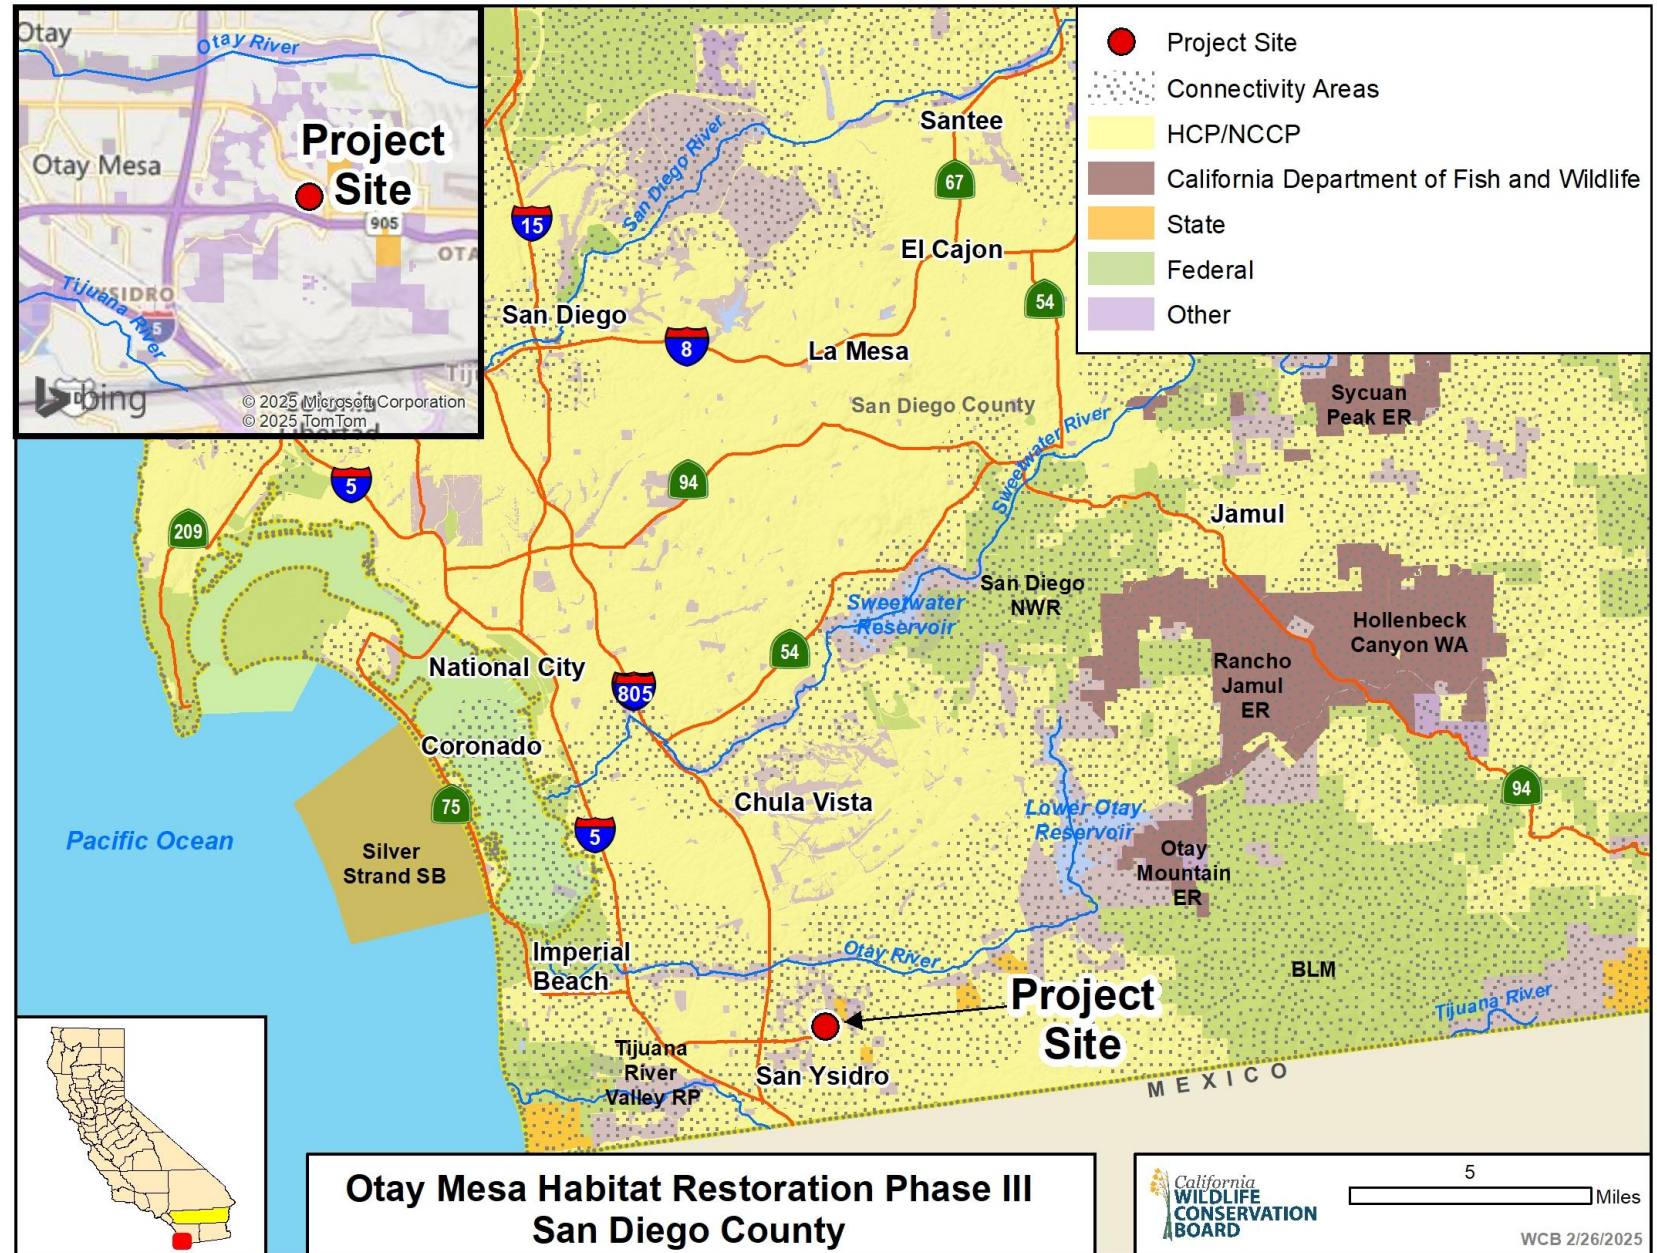 Otay
Otay River
Project
Site
Otay Mesa
905
OTA
YSIDRO
Tijuana River
5
Tij
bing
© 2025 Microsoft Corporation
© 2025 TomTom
Libertad
Project Site
Connectivity Areas
HCP/NCCP
California Department of Fish and Wildlife
State
Federal
Other
Santee
67
San Diego River
15
El Cajon
54
San Diego
8
La Mesa
San Diego County
Sycuan
Peak ER
Sweetwater River
5
94
209
Jamul
San Diego
NWR
Sweetwater
Reservoir
Hollenbeck
Canyon WA
54
National City
805
Rancho
Jamul
ER
Coronado
75
Chula Vista
5
94
Lower Otay
Reservoir
Pacific Ocean
Silver
Strand SB
Otay
Mountain
ER
Imperial
Beach
Otay River
BLM
Project
Site
Tijuana River
Tijuana
River
Valley RP
San Ysidro
MEXICO
Otay Mesa Habitat Restoration Phase III
San Diego County
California
WILDLIFE
CONSERVATION
BOARD
5
Miles
WCB 2/26/2025